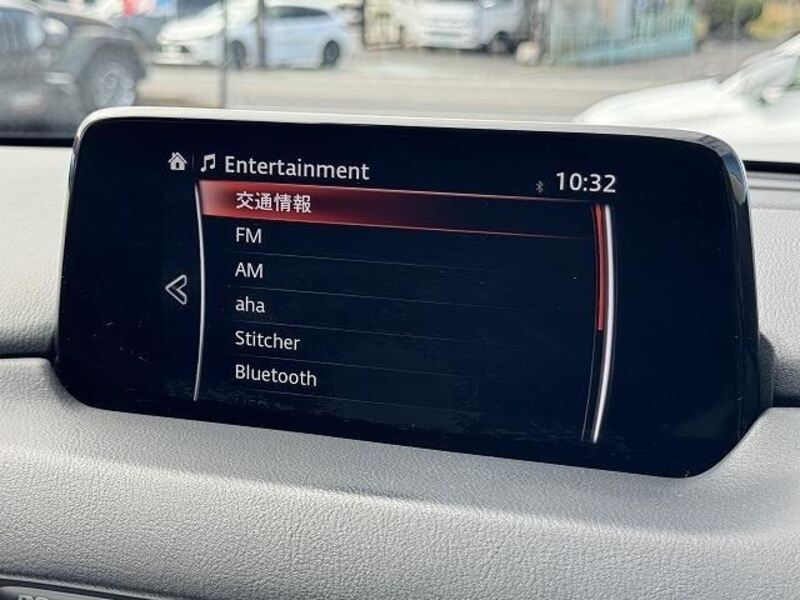 Entertainment
10:32
交通情報
FM
AM
aha
Stitcher
Bluetooth